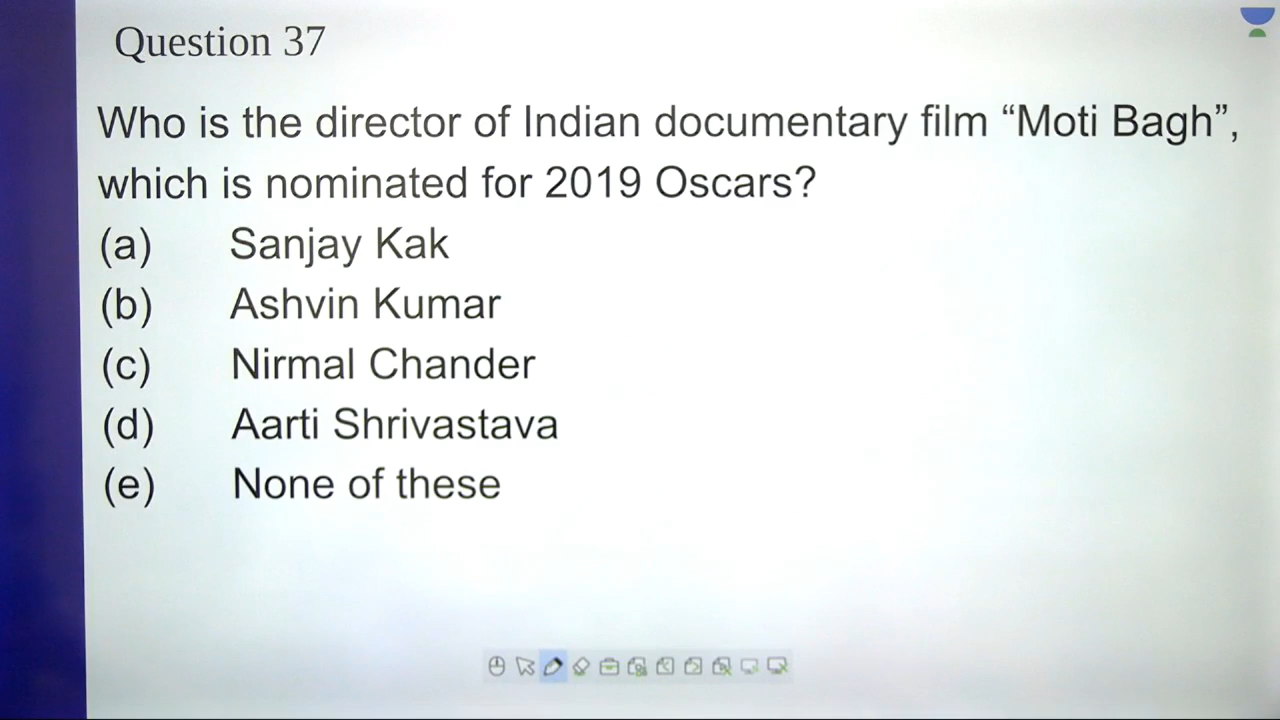 Question 37
Who is the director of Indian documentary film “Moti Bagh”,
which is nominated for 2019 Oscars?
(a) Sanjay Kak
(b) Ashvin Kumar
(c) Nirmal Chander
(d) Aarti Shrivastava
(e) None of these